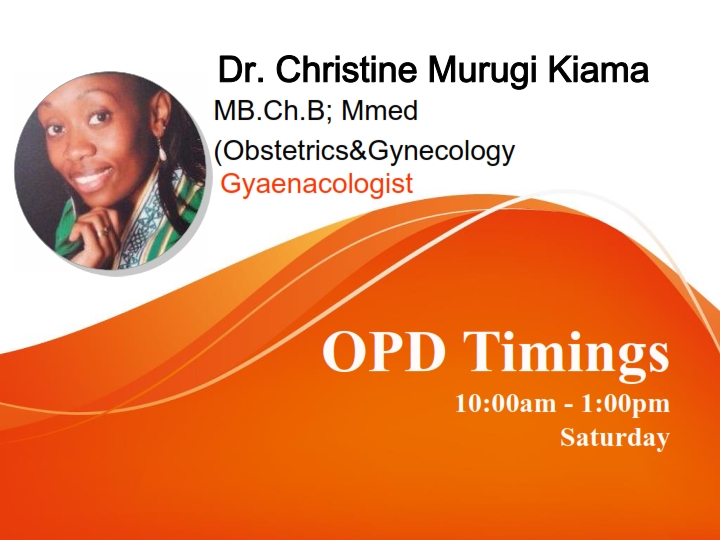 Dr. Christine Murugi Kiama
MB.Ch.B; Mmed
(Obstetrics&Gynecology
Gyaenacologist
OPD Timings
10:00am - 1:00pm
Saturday